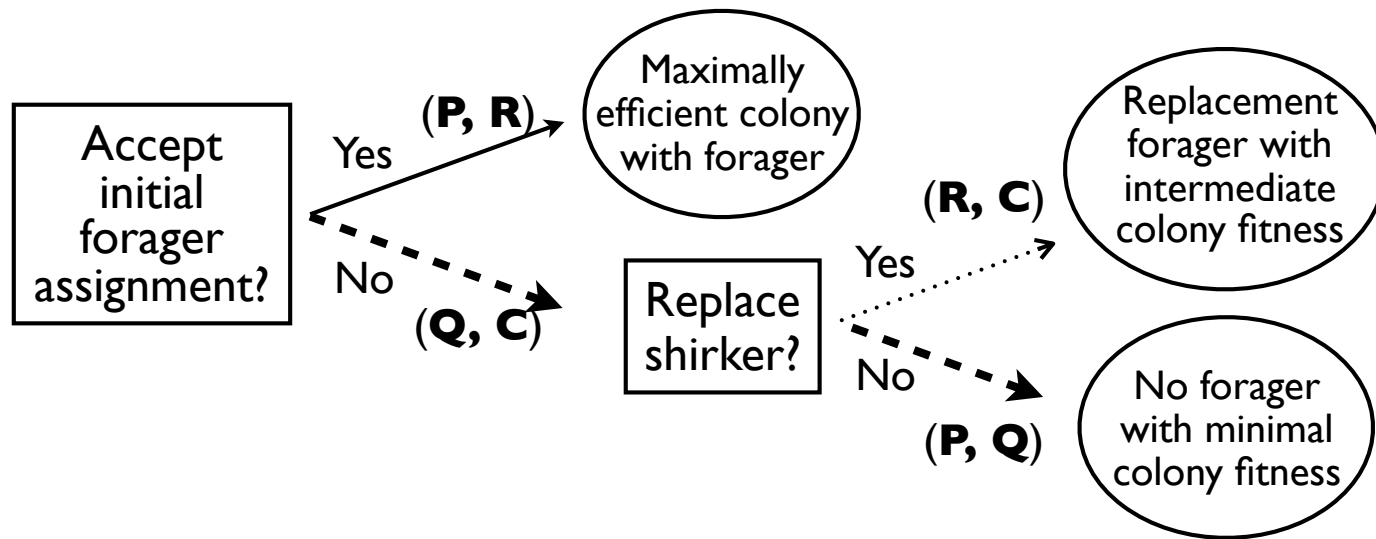 Accept
initial
forager
assignment?
Yes
(P, R)
No
(Q, C)
Maximally
efficient colony
with forager
Replace
shirker?
Yes
(R, C)
No
(P, Q)
Replacement
forager with
intermediate
colony fitness
No forager
with minimal
colony fitness